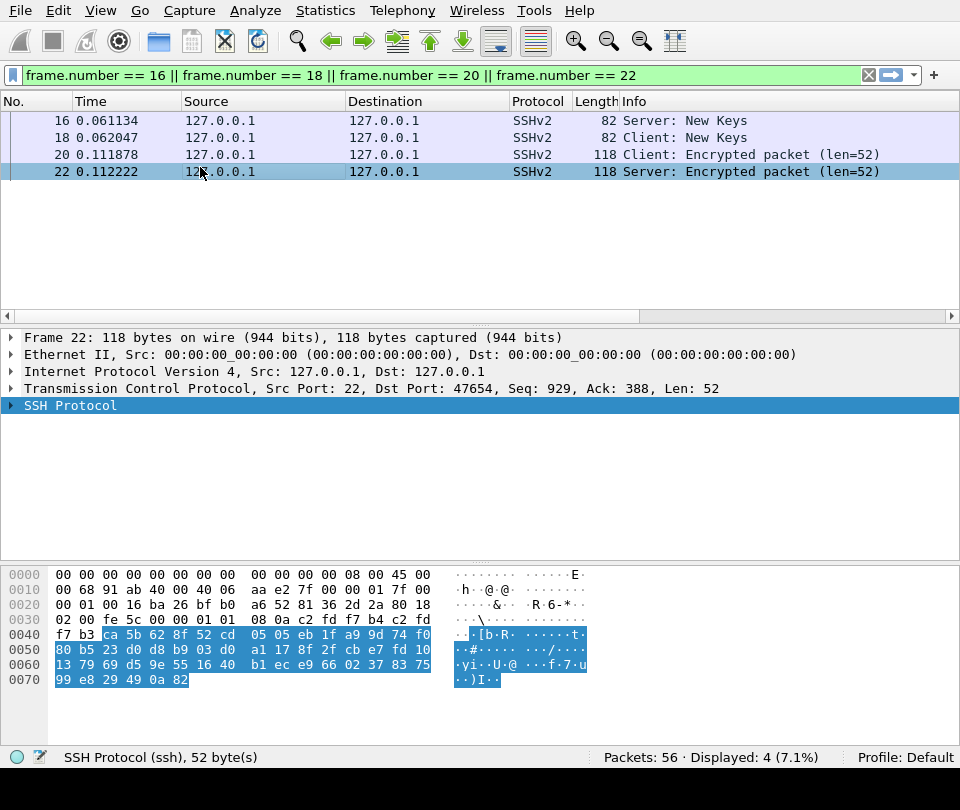 File Edit View Go Capture Analyze Statistics Telephony Wireless Tools Help
frame.number == 16 || frame.number == 18 || frame.number == 20 || frame.number == 22
No. Time Source Destination Protocol Length Info
16 0.061134 127.0.0.1 127.0.0.1 SSHv2 82 Server: New Keys
18 0.062047 127.0.0.1 127.0.0.1 SSHv2 82 Client: New Keys
20 0.111878 127.0.0.1 127.0.0.1 SSHv2 118 Client: Encrypted packet (len=52)
22 0.112222 127.0.0.1 127.0.0.1 SSHv2 118 Server: Encrypted packet (len=52)
Frame 22: 118 bytes on wire (944 bits), 118 bytes captured (944 bits)
Ethernet II, Src: 00:00:00_00:00:00 (00:00:00:00:00:00), Dst: 00:00:00_00:00:00 (00:00:00:00:00:00)
Internet Protocol Version 4, Src: 127.0.0.1, Dst: 127.0.0.1
Transmission Control Protocol, Src Port: 22, Dst Port: 47654, Seq: 929, Ack: 388, Len: 52
SSH Protocol
0000 00 00 00 00 00 00 00 00 00 00 00 00 08 00 45 00 ········ ······E·
0010 00 68 91 ab 40 00 40 06 aa e2 7f 00 00 01 7f 00 ·h··@·@· ········
0020 00 01 00 16 ba 26 bf b0 a6 52 81 36 2d 2a 80 18 ·····&·· ·R·6-*··
0030 02 00 fe 5c 00 00 01 01 08 0a c2 fd f7 b4 c2 fd ···\···· ········
0040 f7 b3 ca 5b 62 8f 52 cd 05 05 eb 1f a9 9d 74 f0 ···[b·R· ······t·
0050 80 b5 23 d0 d8 b9 03 d0 a1 17 8f 2f cb e7 fd 10 ··#····· ···/····
0060 13 79 69 d5 9e 55 16 40 b1 ec e9 66 02 37 83 75 ·yi··U·@ ···f·7·u
0070 99 e8 29 49 0a 82 ··)I··
SSH Protocol (ssh), 52 byte(s) Packets: 56 · Displayed: 4 (7.1%) Profile: Default